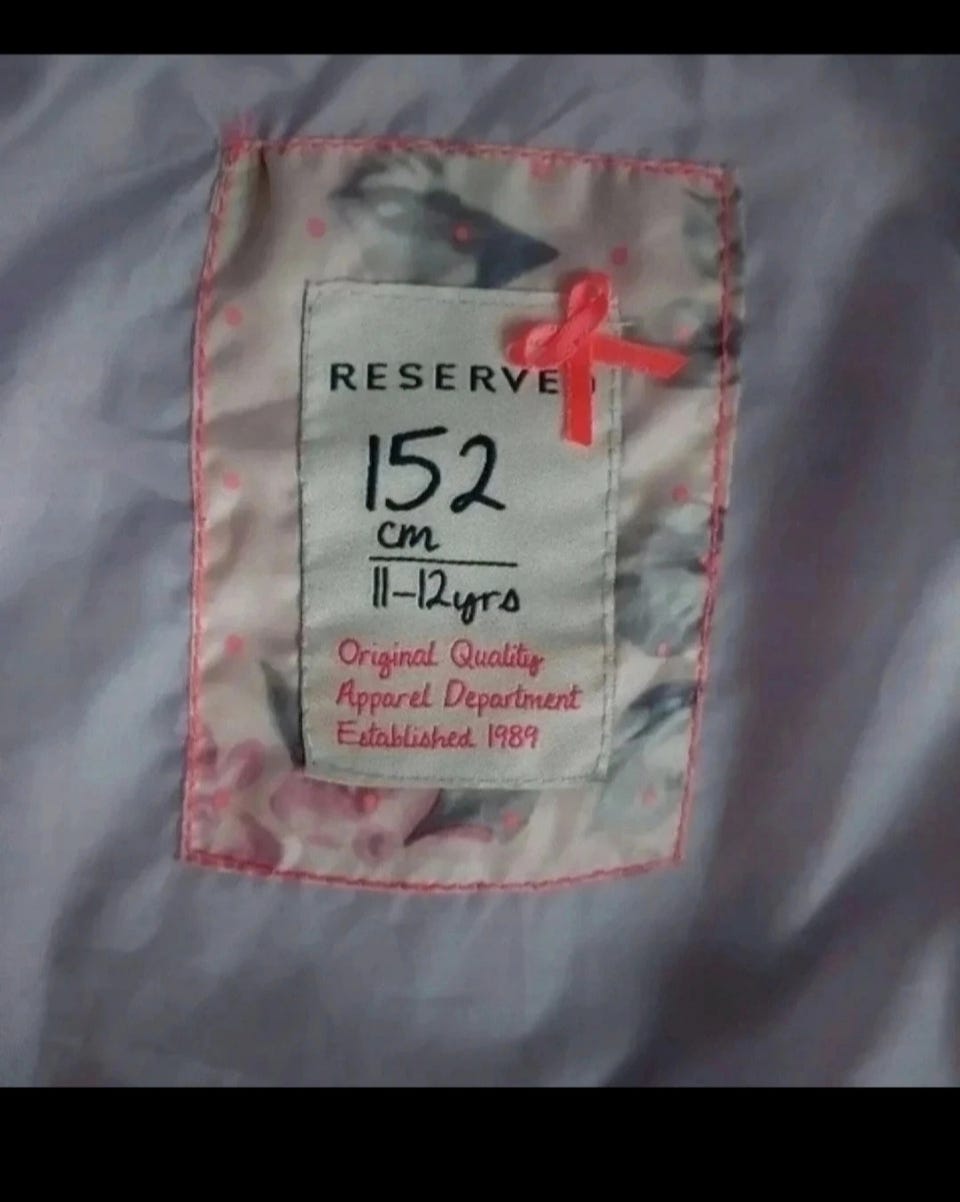 RESERVED
152
cm
11-12yrs
Original Quality
Apparel Department
Established 1989